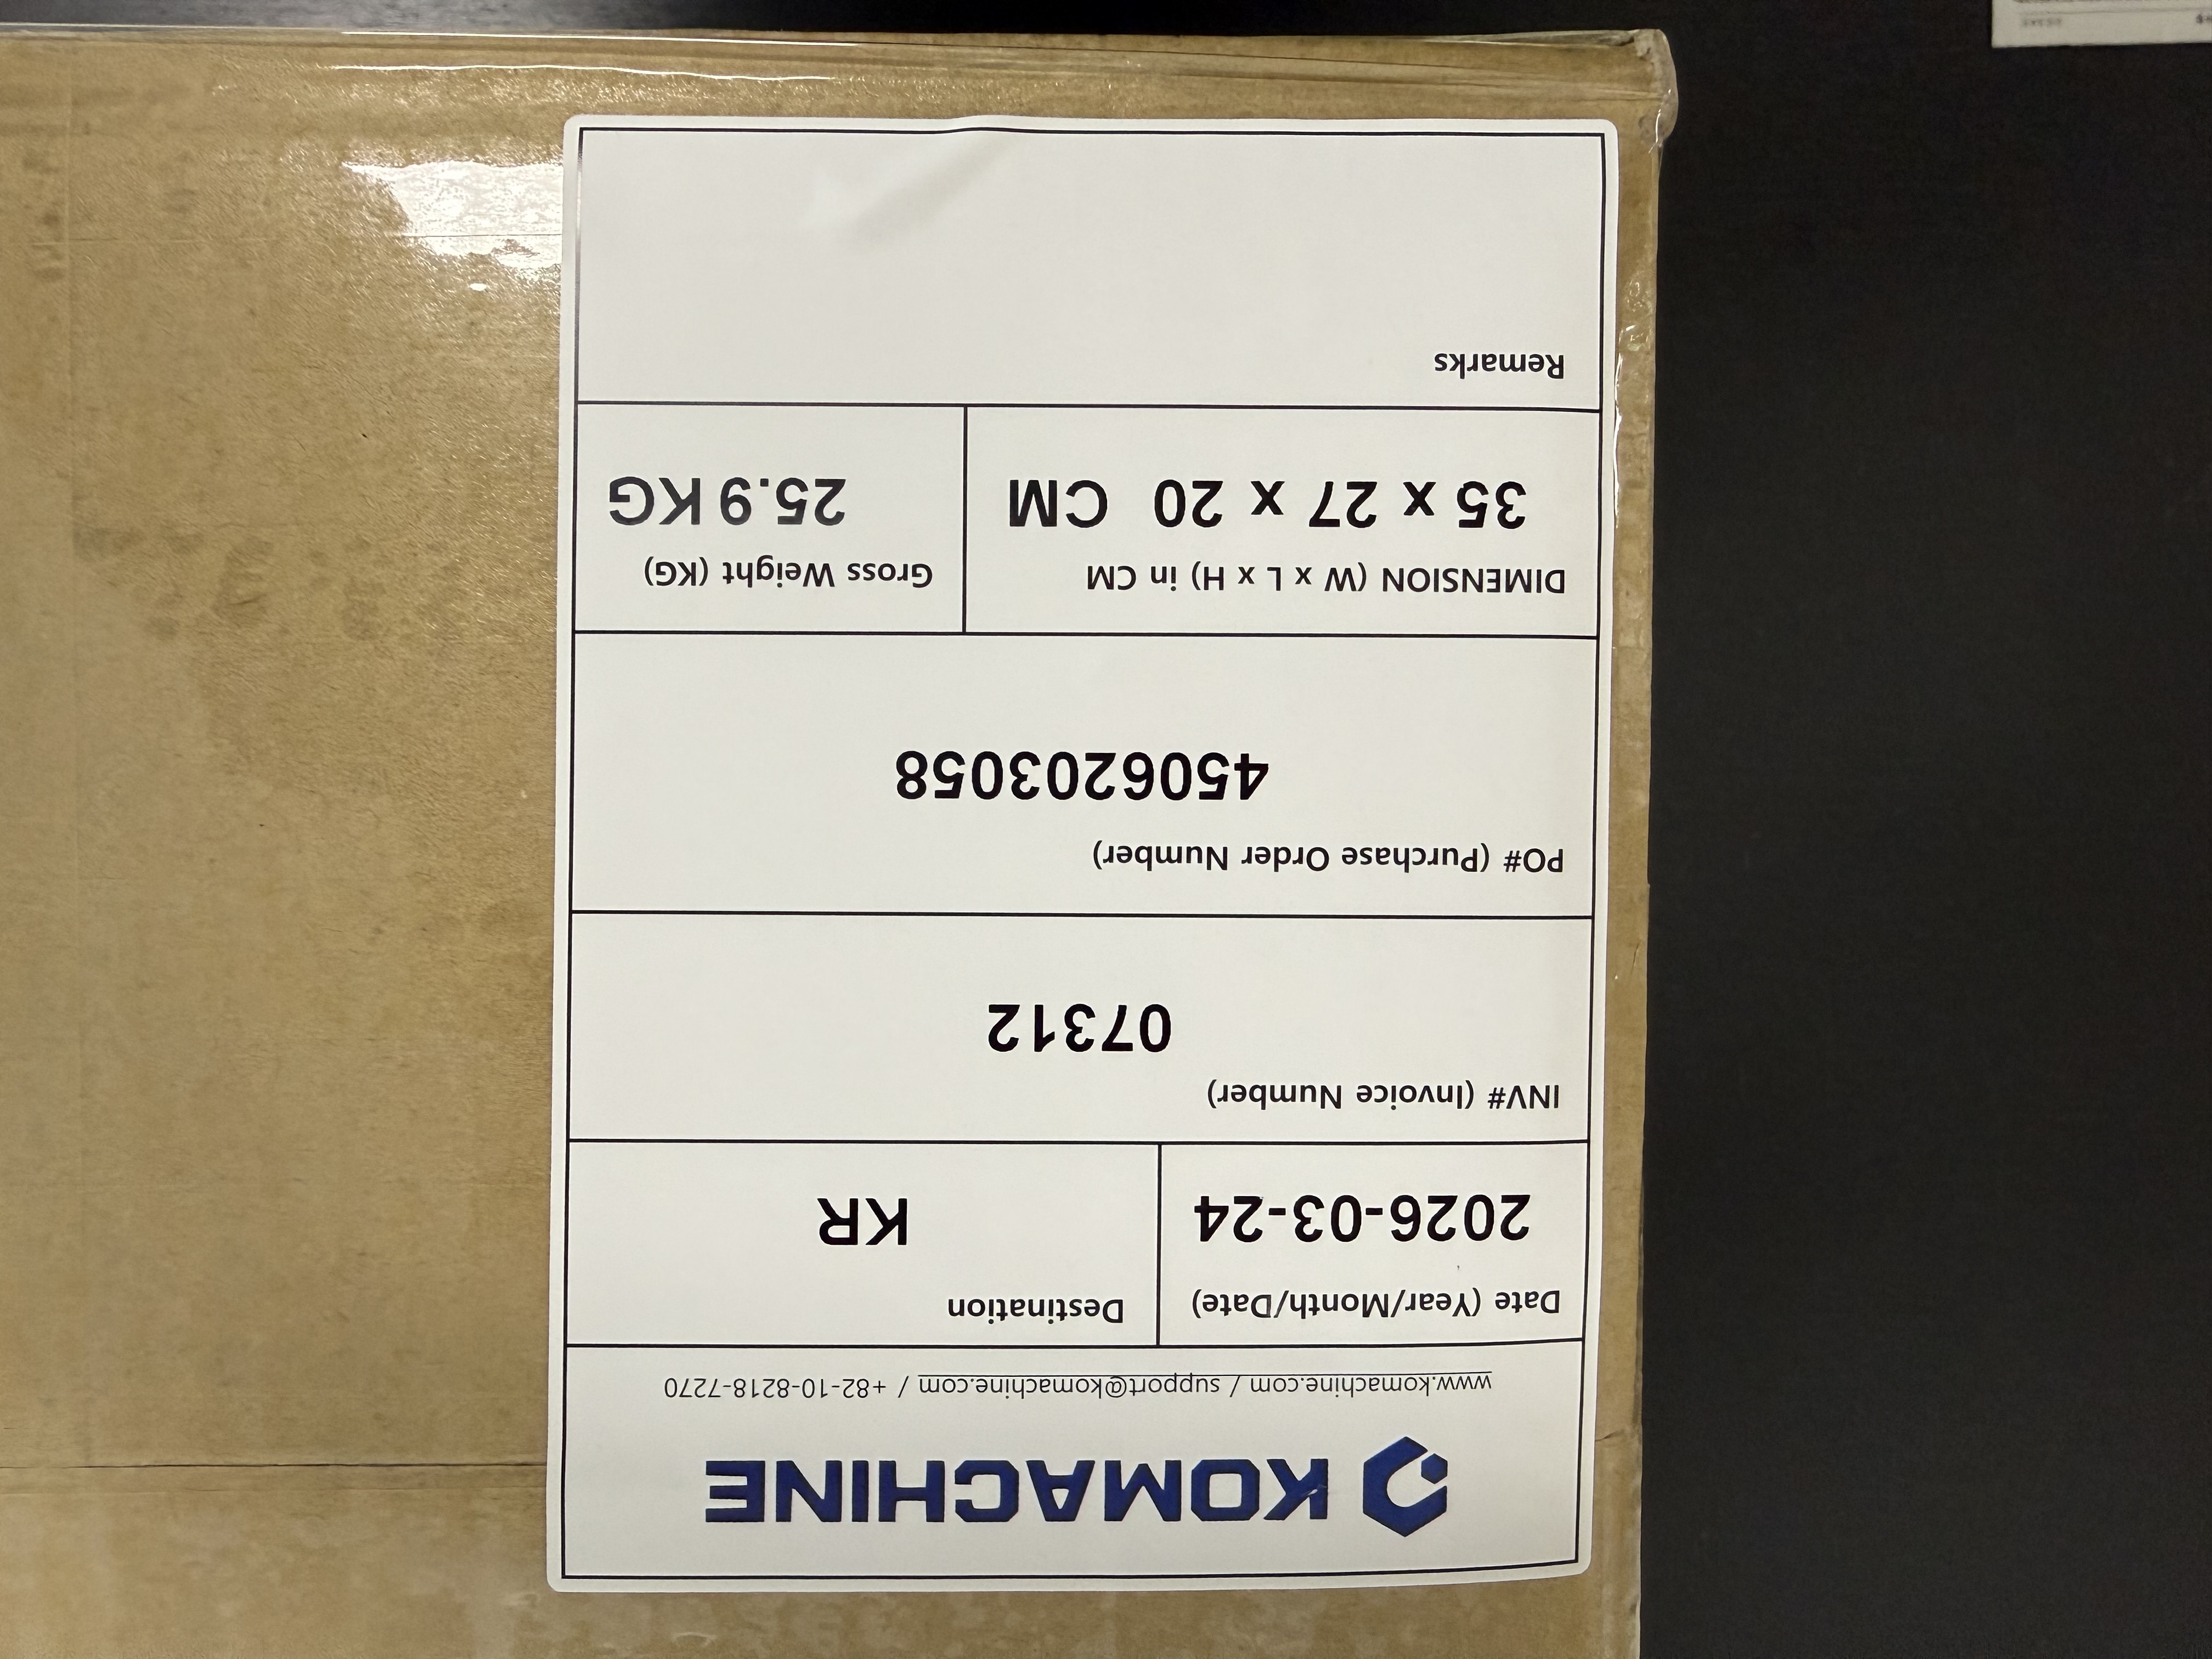 KOMACHINE
www.komachine.com / support@komachine.com / +82-10-8218-7270
Date (Year/Month/Date)
2026-03-24
Destination
KR
INV# (Invoice Number)
07312
PO# (Purchase Order Number)
4506203058
DIMENSION (W x L x H) in CM
35 x 27 x 20 CM
Gross Weight (KG)
25.9 KG
Remarks